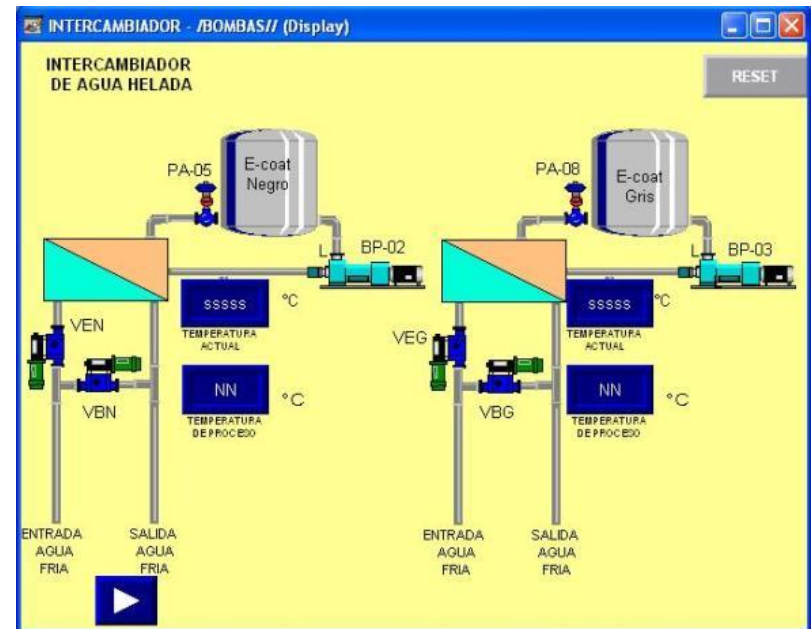 INTERCAMBIADOR - /BOMBAS// (Display)
INTERCAMBIADOR
DE AGUA HELADA
RESET
PA-05
E-coat
Negro
L
BP-02
VEN
VBN
sssss
°C
TEMPERATURA
ACTUAL
NN
°C
TEMPERATURA
DE PROCESO
ENTRADA
AGUA
FRIA
SALIDA
AGUA
FRIA
PA-08
E-coat
Gris
L
BP-03
VEG
VBG
sssss
°C
TEMPERATURA
ACTUAL
NN
°C
TEMPERATURA
DE PROCESO
ENTRADA
AGUA
FRIA
SALIDA
AGUA
FRIA